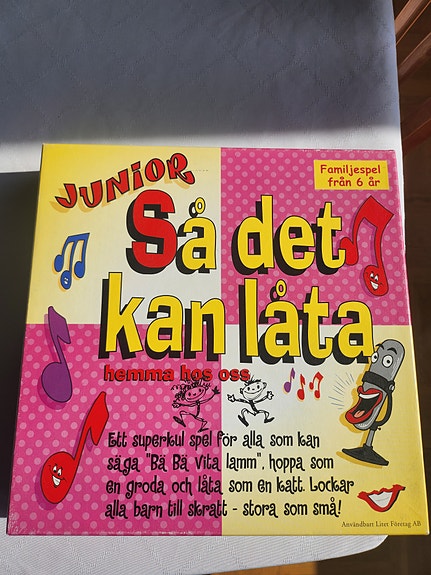 JUNIOR
Familjespel
från 6 år
Så det
kan låta
hemma hos oss
Ett superkul spel för alla som kan
säga "Bä Bä Vita lamm", hoppa som
en groda och låta som en katt. Lockar
alla barn till skratt - stora som små!
Användbart Litet Företag AB